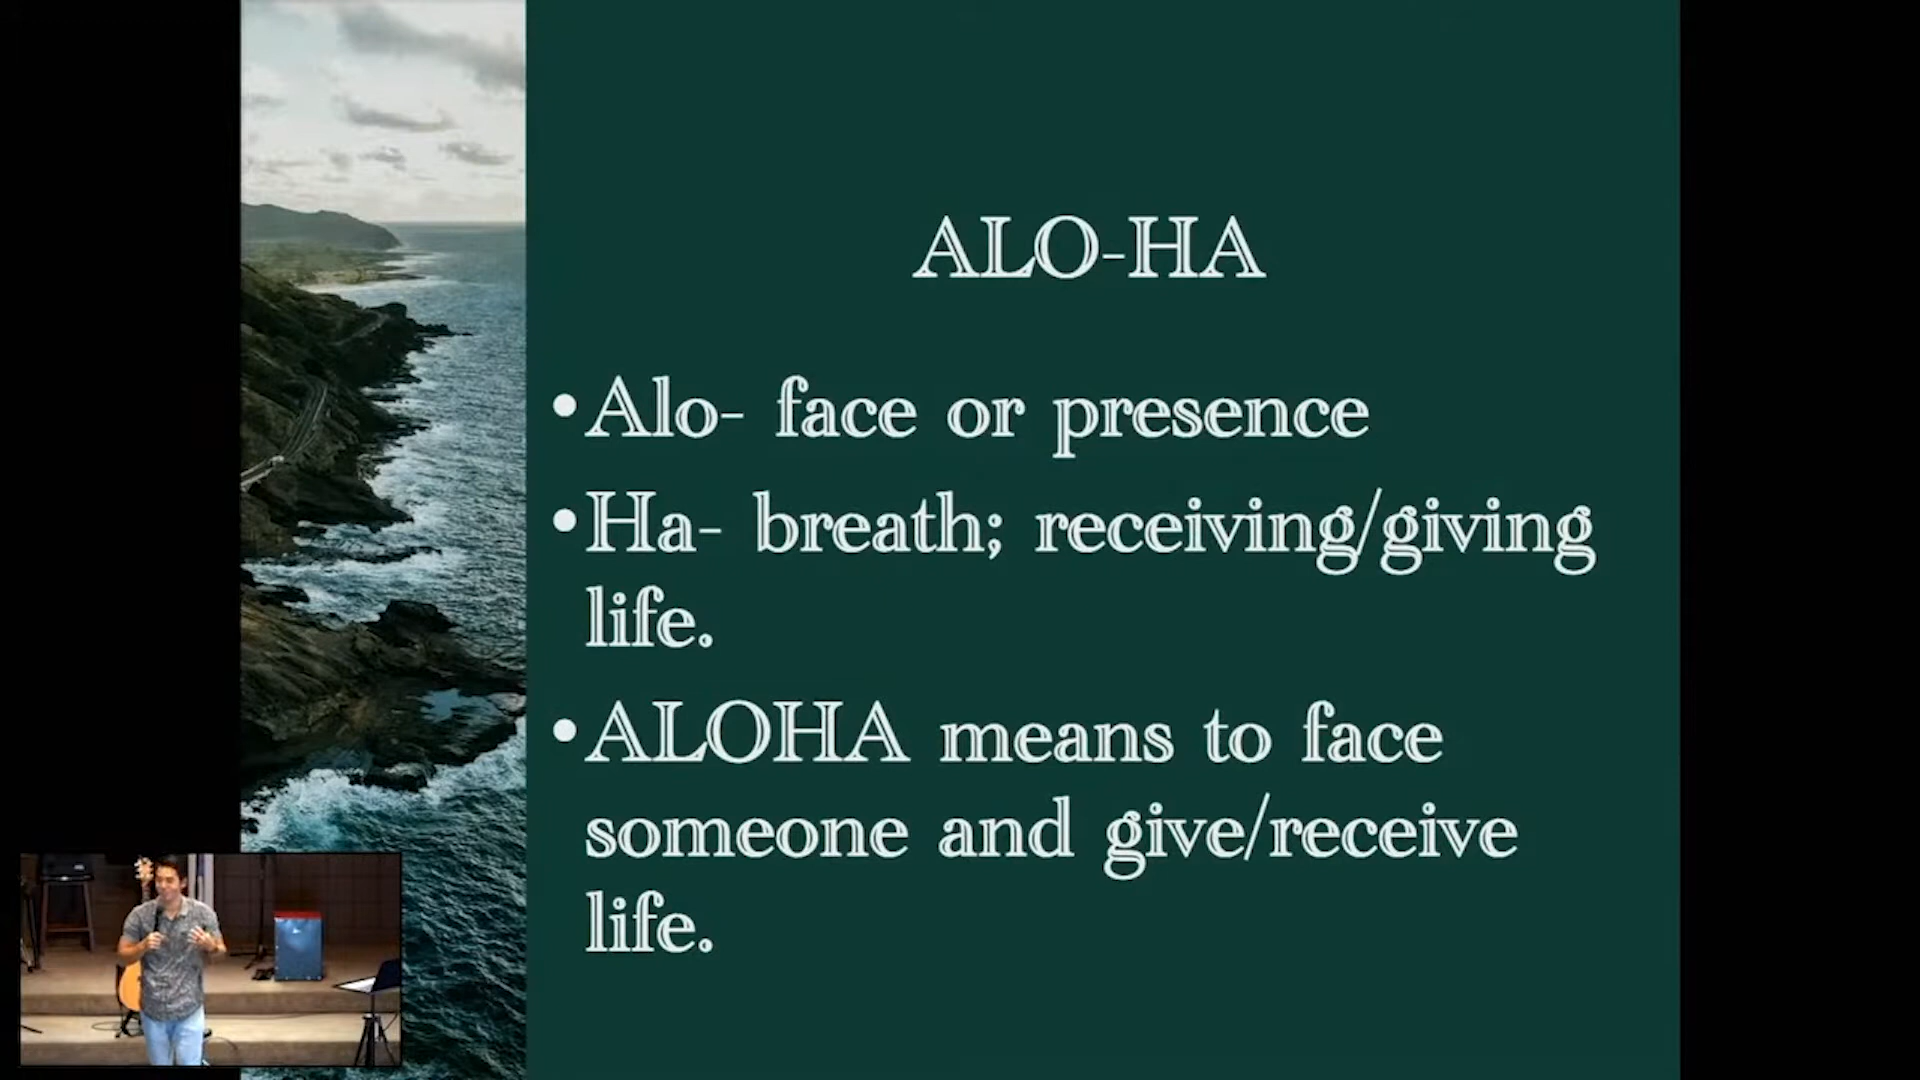 ALO-HA
•Alo- face or presence
•Ha- breath; receiving/giving
life.
•ALOHA means to face
someone and give/receive
life.